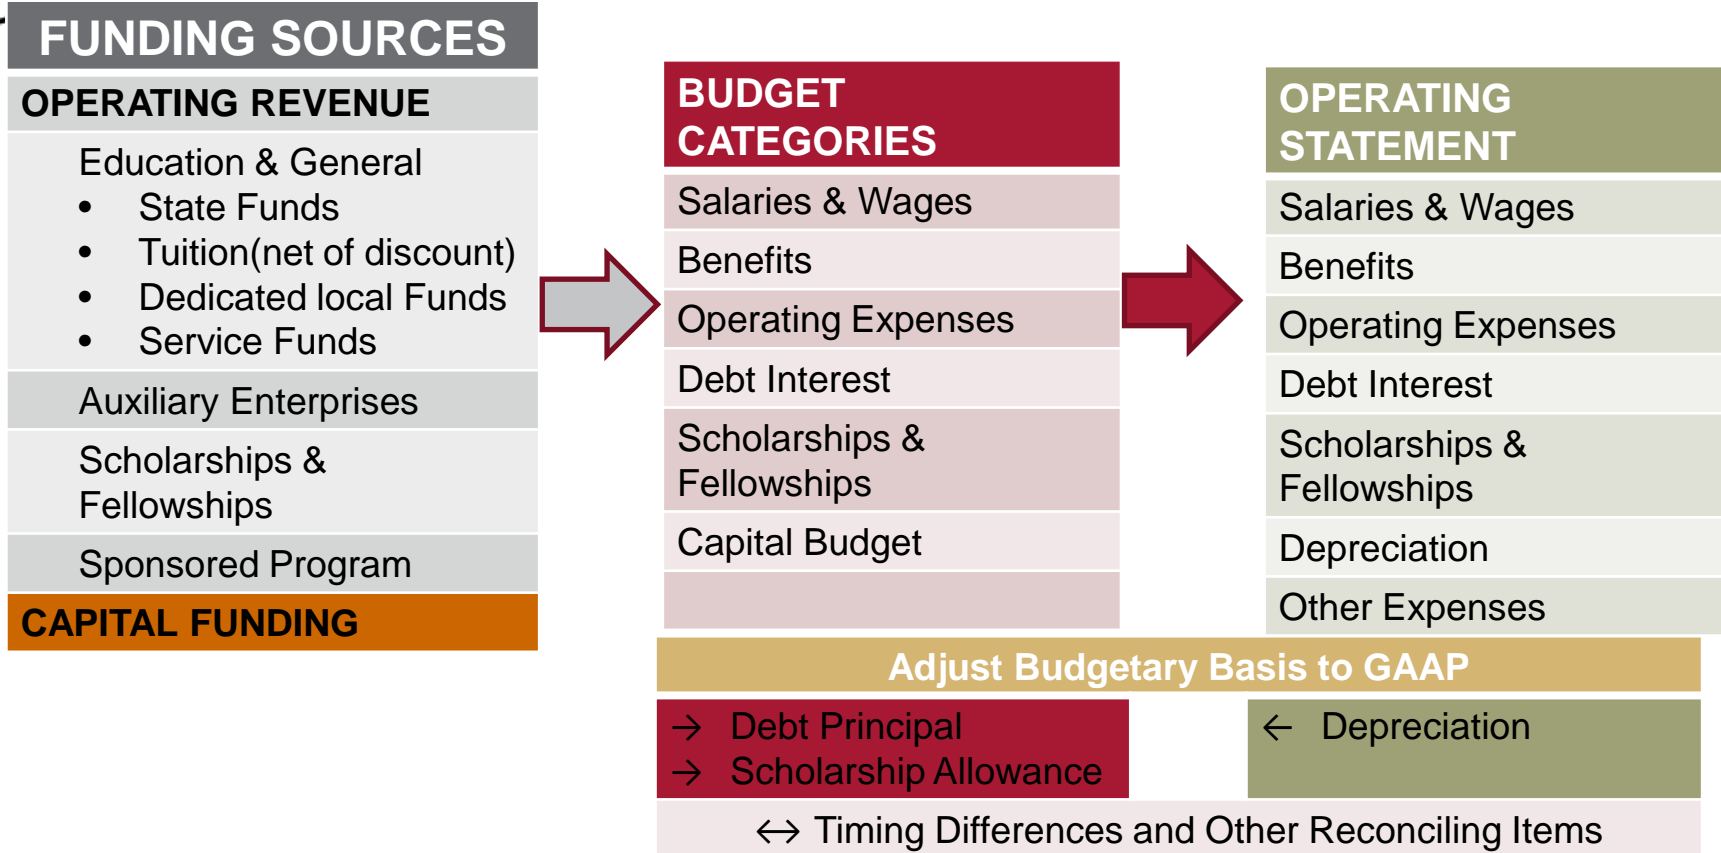 FUNDING SOURCES
OPERATING REVENUE
Education & General
• State Funds
• Tuition(net of discount)
• Dedicated local Funds
• Service Funds
Auxiliary Enterprises
Scholarships &
Fellowships
Sponsored Program
CAPITAL FUNDING
BUDGET
CATEGORIES
Salaries & Wages
Benefits
Operating Expenses
Debt Interest
Scholarships &
Fellowships
Capital Budget
OPERATING
STATEMENT
Salaries & Wages
Benefits
Operating Expenses
Debt Interest
Scholarships &
Fellowships
Depreciation
Other Expenses
Adjust Budgetary Basis to GAAP
→ Debt Principal
→ Scholarship Allowance
← Depreciation
↔ Timing Differences and Other Reconciling Items